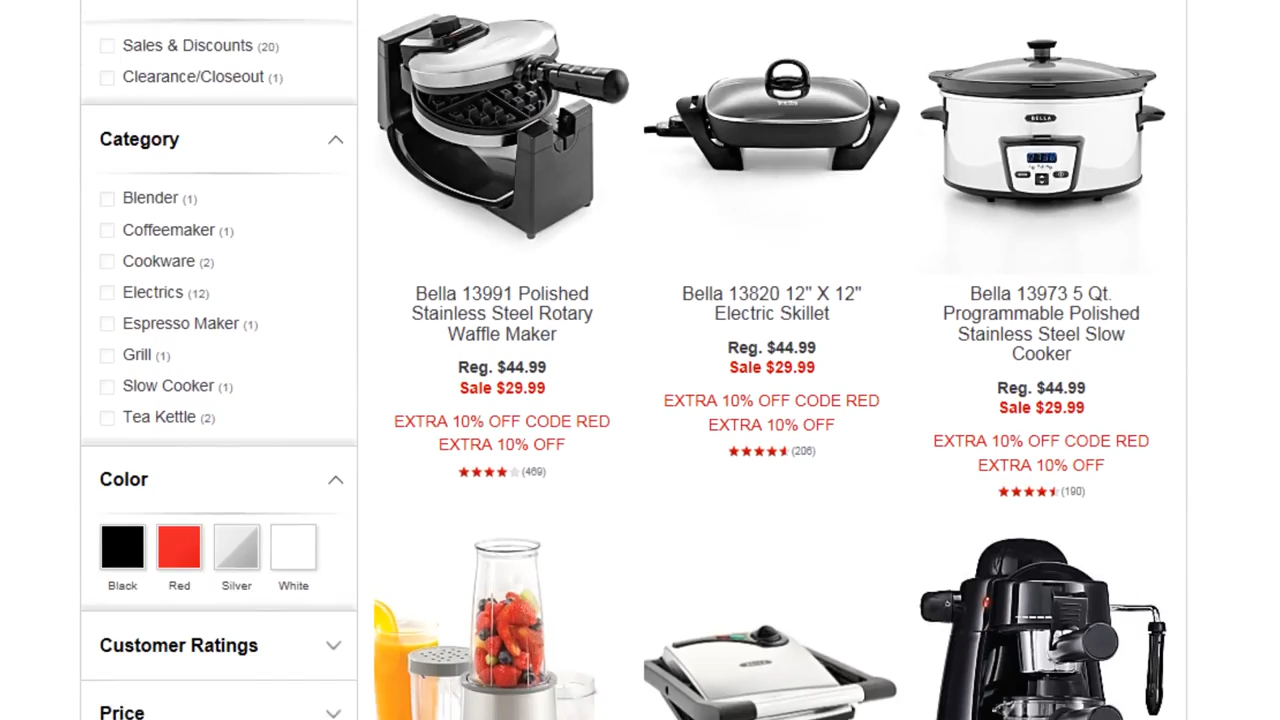 Sales & Discounts (20)
Clearance/Closeout (1)
Category
Blender (1)
Coffeemaker (1)
Cookware (2)
Electrics (12)
Espresso Maker (1)
Grill (1)
Slow Cooker (1)
Tea Kettle (2)
Color
Black
Red
Silver
White
Customer Ratings
Price
Bella 13991 Polished
Stainless Steel Rotary
Waffle Maker
Reg. $44.99
Sale $29.99
EXTRA 10% OFF CODE RED
EXTRA 10% OFF
(469)
Bella 13820 12" X 12"
Electric Skillet
Reg. $44.99
Sale $29.99
EXTRA 10% OFF CODE RED
EXTRA 10% OFF
(206)
BELLA
Bella 13973 5 Qt.
Programmable Polished
Stainless Steel Slow
Cooker
Reg. $44.99
Sale $29.99
EXTRA 10% OFF CODE RED
EXTRA 10% OFF
(190)